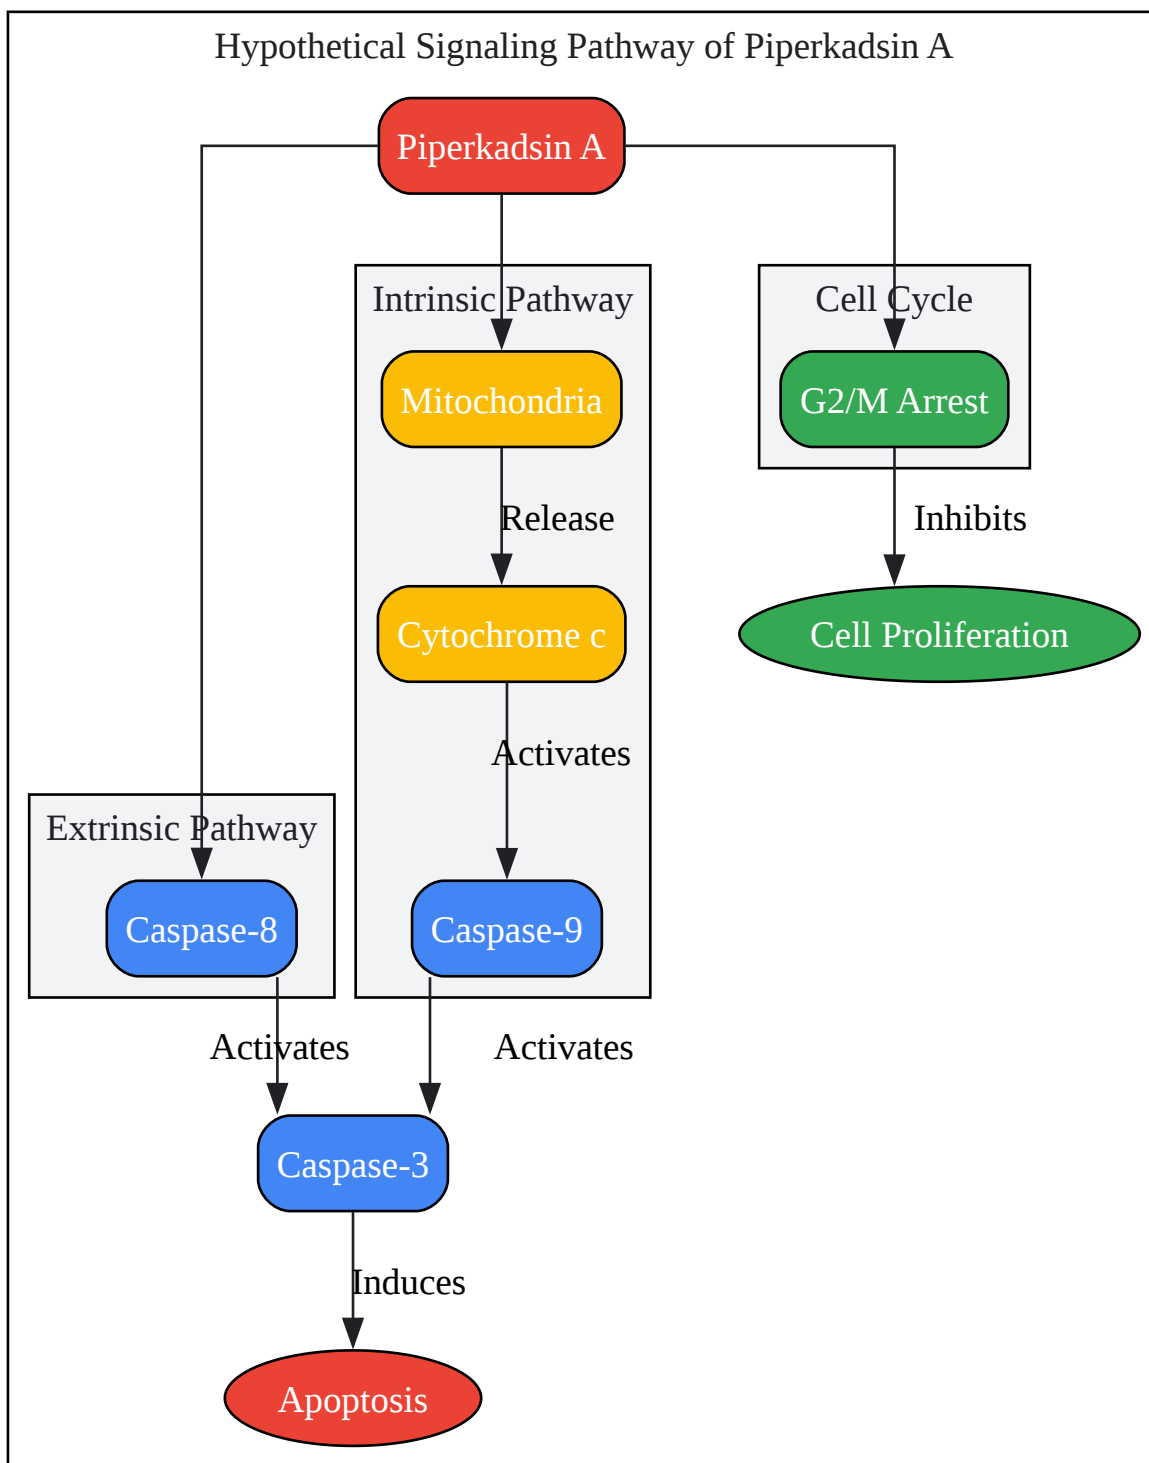 Hypothetical Signaling Pathway of Piperkadsin A
Piperkadsin A
Intrinsic Pathway
Cell Cycle
Mitochondria
G2/M Arrest
Release
Inhibits
Cytochrome c
Cell Proliferation
Activates
Extrinsic Pathway
Caspase-8
Caspase-9
Activates
Activates
Caspase-3
Induces
Apoptosis